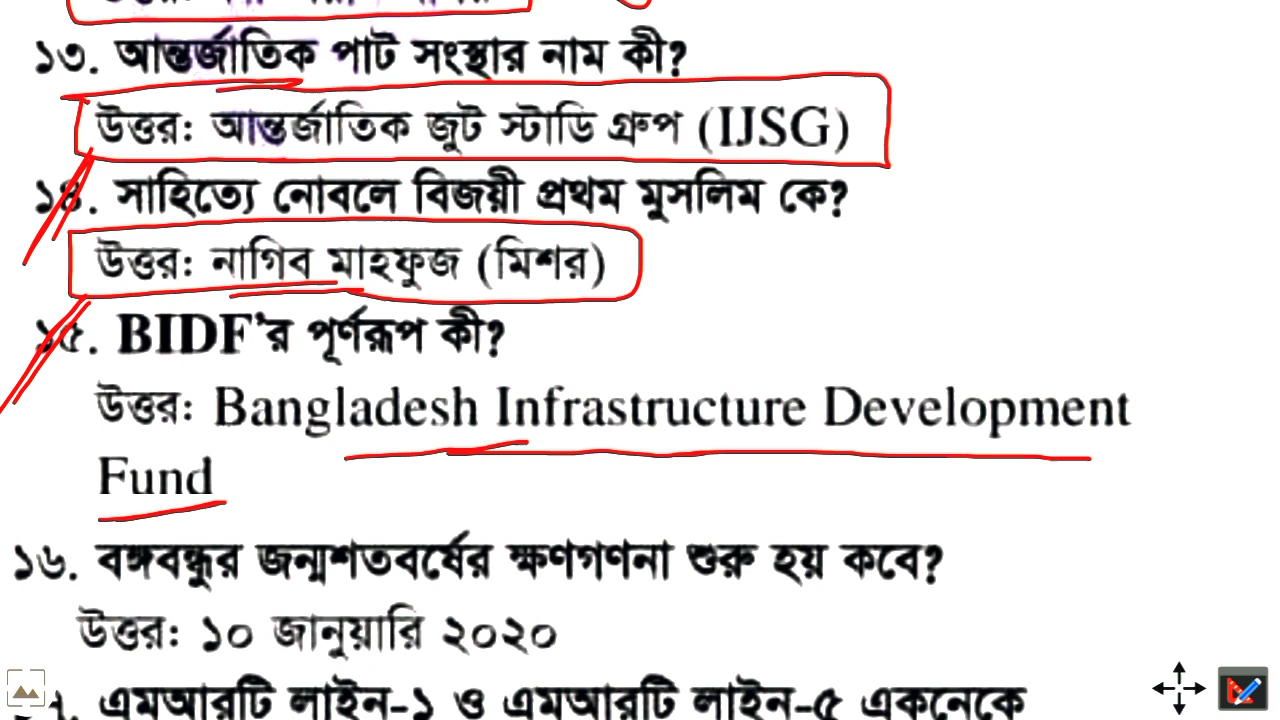 ১৩. আন্তর্জাতিক পাট সংস্থার নাম কী?
উত্তর: আন্তর্জাতিক জুট স্টাডি গ্রুপ (IJSG)
১৪. সাহিত্যে নোবলে বিজয়ী প্রথম মুসলিম কে?
উত্তর: নাগিব মাহফুজ (মিশর)
১৫. BIDF’র পূর্ণরূপ কী?
উত্তর: Bangladesh Infrastructure Development
Fund
১৬. বঙ্গবন্ধুর জন্মশতবর্ষের ক্ষণগণনা শুরু হয় কবে?
উত্তর: ১০ জানুয়ারি ২০২০
এমআরটি লাইন-১ ও এমআরটি লাইন-৫ একনেকে